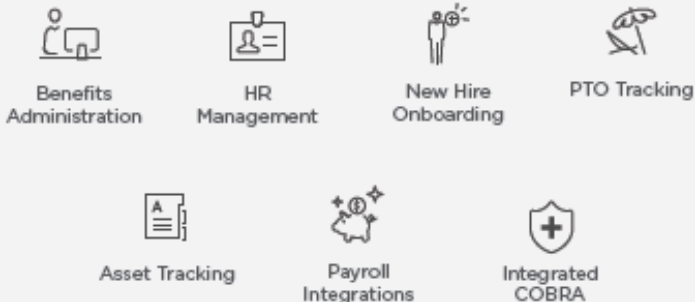 Benefits
Administration
HR
Management
New Hire
Onboarding
PTO Tracking
A
Asset Tracking
Payroll
Integrations
Integrated
COBRA